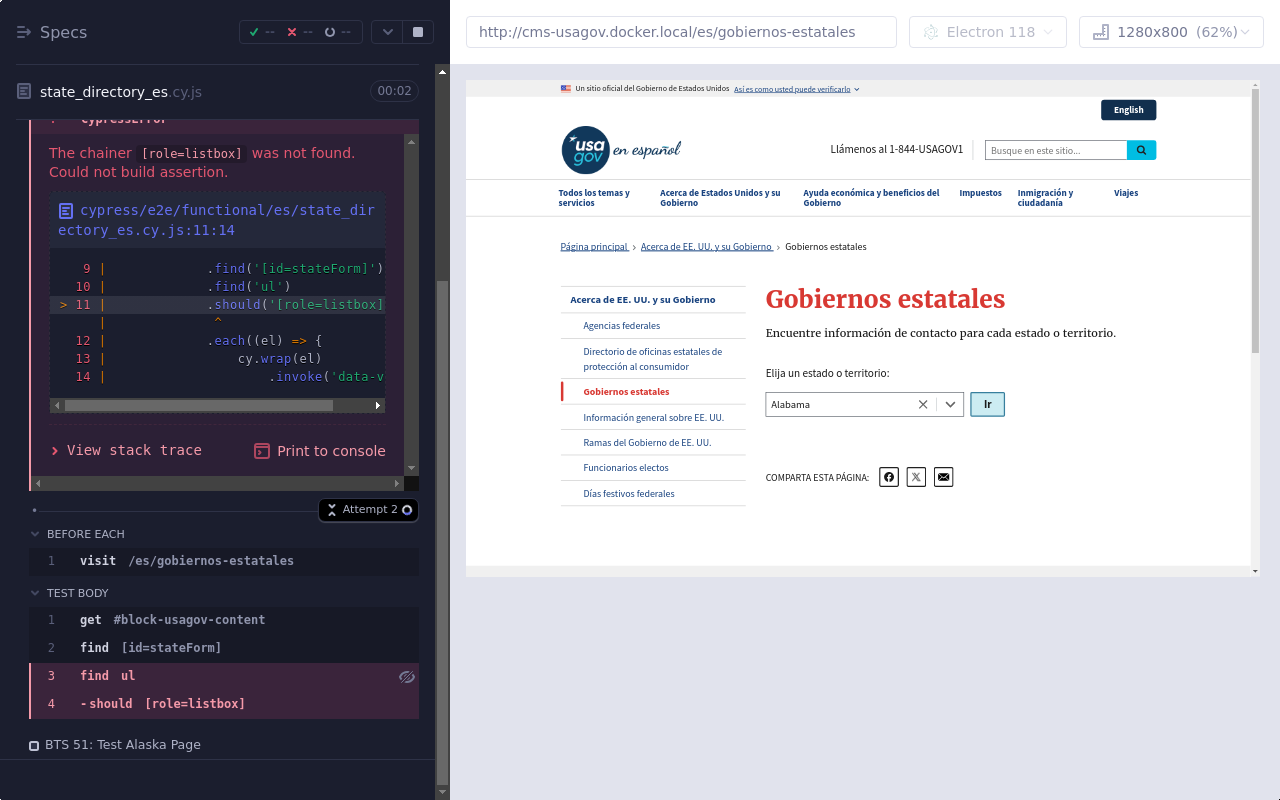 Specs
-- -- --
state_directory_es.cy.js
00:02
CypressError
The chainer [role=listbox] was not found.
Could not build assertion.
cypress/e2e/functional/es/state_dir
ectory_es.cy.js:11:14
9 | .find('[id=stateForm]')
10 | .find('ul')
> 11 | .should('[role=listbox]
| ^
12 | .each((el) => {
13 | cy.wrap(el)
14 | .invoke('data-v
View stack trace
Print to console
Attempt 2
BEFORE EACH
1 visit /es/gobiernos-estatales
TEST BODY
1 get #block-usagov-content
2 find [id=stateForm]
3 find ul
4 -should [role=listbox]
BTS 51: Test Alaska Page
http://cms-usagov.docker.local/es/gobiernos-estatales
Electron 118
1280x800 (62%)
Un sitio oficial del Gobierno de Estados Unidos Así es como usted puede verificarlo
English
usa
gov
en español
Llámenos al 1-844-USAGOV1
Busque en este sitio...
Todos los temas y
servicios
Acerca de Estados Unidos y su
Gobierno
Ayuda económica y beneficios del
Gobierno
Impuestos
Inmigración y
ciudadanía
Viajes
Página principal > Acerca de EE. UU. y su Gobierno > Gobiernos estatales
Acerca de EE. UU. y su Gobierno
Agencias federales
Directorio de oficinas estatales de
protección al consumidor
Gobiernos estatales
Información general sobre EE. UU.
Ramas del Gobierno de EE. UU.
Funcionarios electos
Días festivos federales
Gobiernos estatales
Encuentre información de contacto para cada estado o territorio.
Elija un estado o territorio:
Alabama
Ir
COMPARTA ESTA PÁGINA: